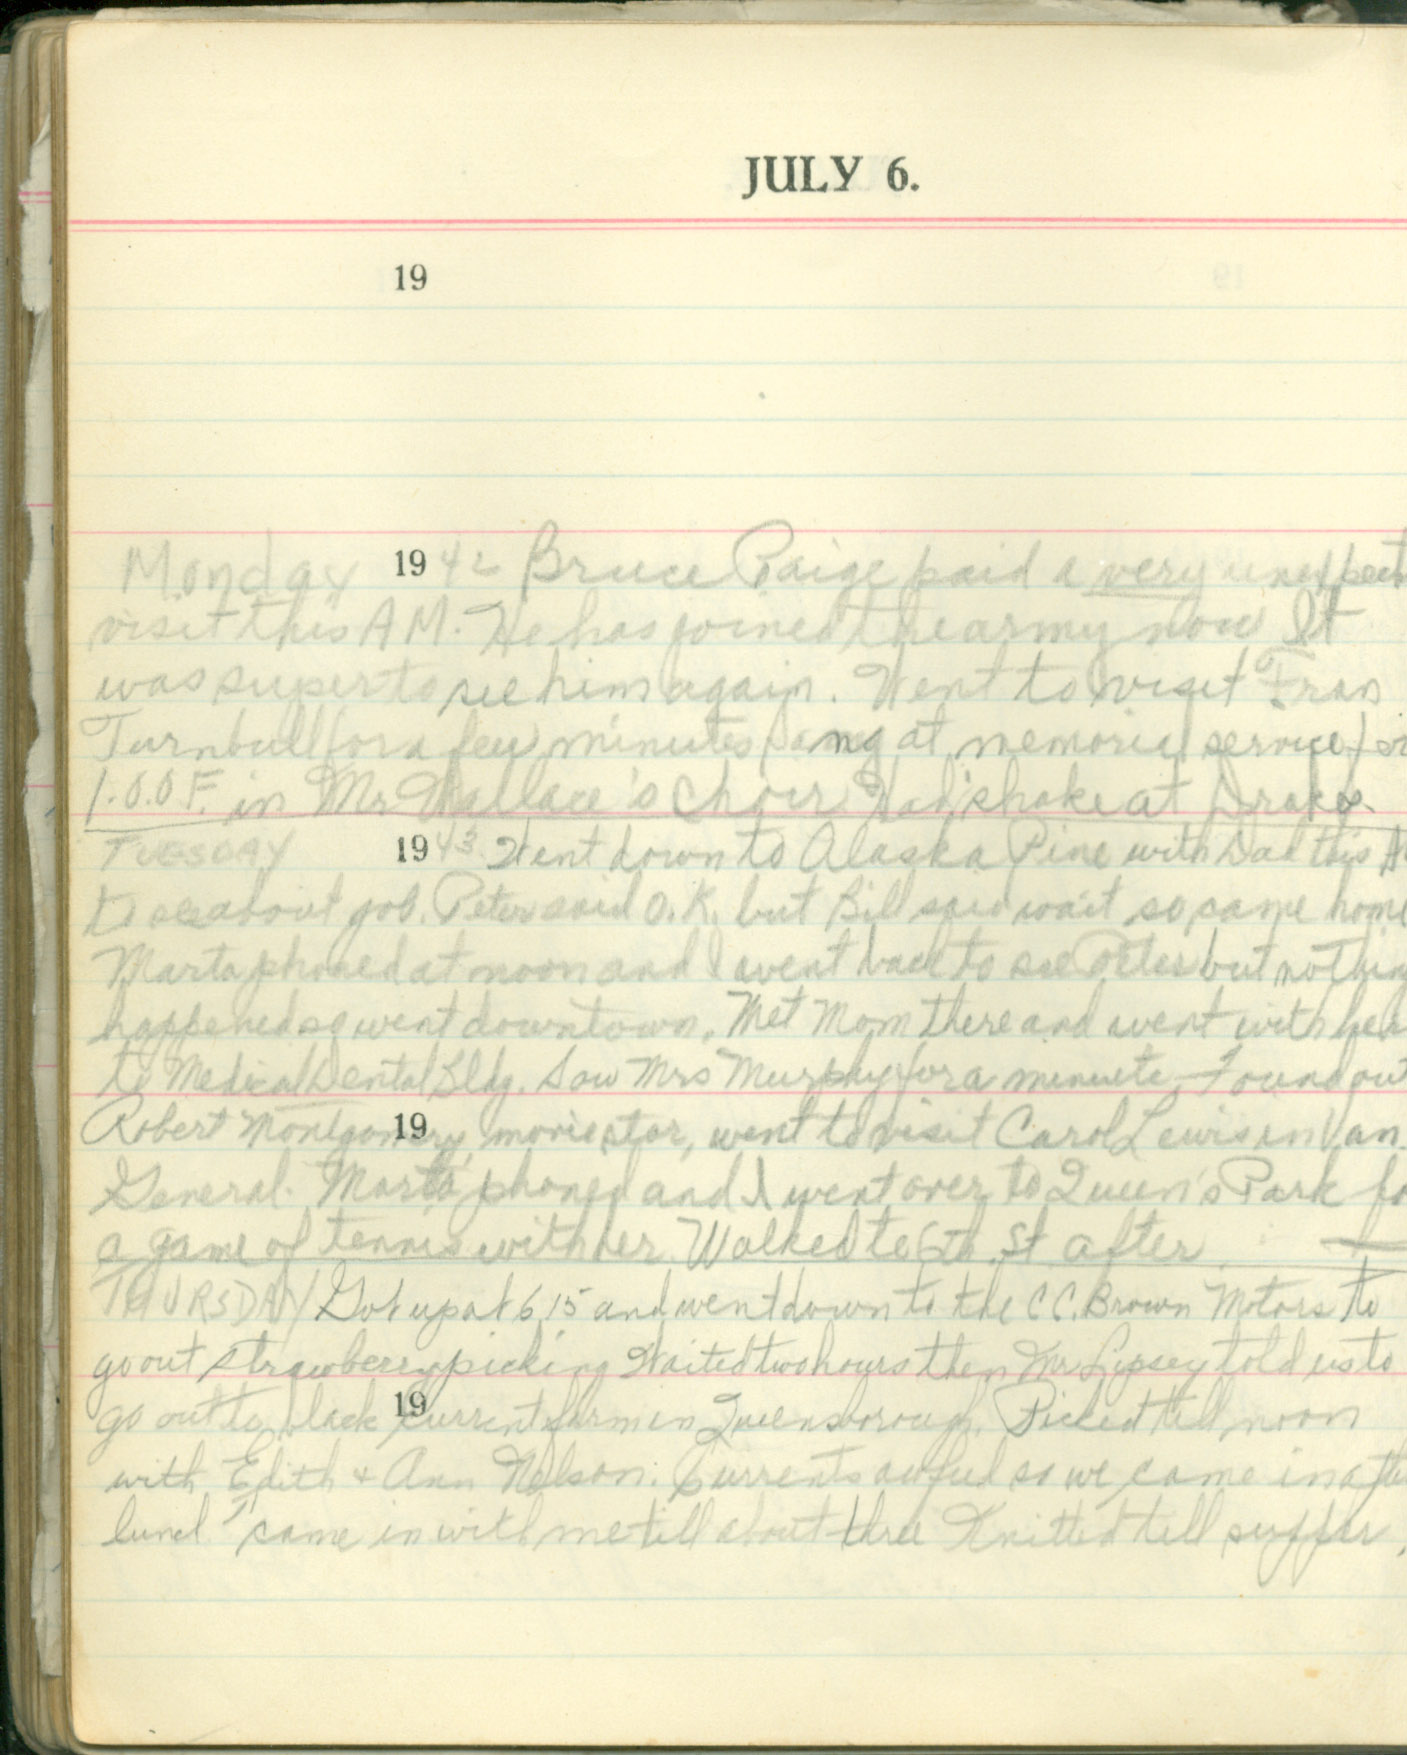 JULY 6.
19
Monday 1942 Bruce Paige paid a very unexpect
visit this A M. He has joined the army now It
was super to see him again. Went to visit Fran
Turnbull for a few minutes Sang at memorial service for
I.O.O.F. in Mr Wallace's Choir. Had shake at Drakes.
TUESDAY 1943 Went down to Alaska Pine with Dad this A
to see about job. Peter said O.K. but Bill said wait so came home
Marta phoned at noon and I went back to see Peter but nothing
happened so went downtown. Met Mom there and went with her
to Medical Dental Bldg. Saw Mrs Murphy for a minute. Found out
Robert Montgomery, movie star, went to visit Carol Lewis in Van.
19
General. Marta phoned and I went over to Queen's Park fo
a game of tennis with her. Walked to 6th St after
THURSDAY Got up at 6 15 and went down to the C C. Brown Motors to
go out strawberry picking Waited two hours then Mr Lipsey told us to
go out to black current farm in Queensborough. Picked till noon
19
with Edith + Ann Nelson. Currents awful so we came in afte
lunch came in with me till about three Knitted till supper.